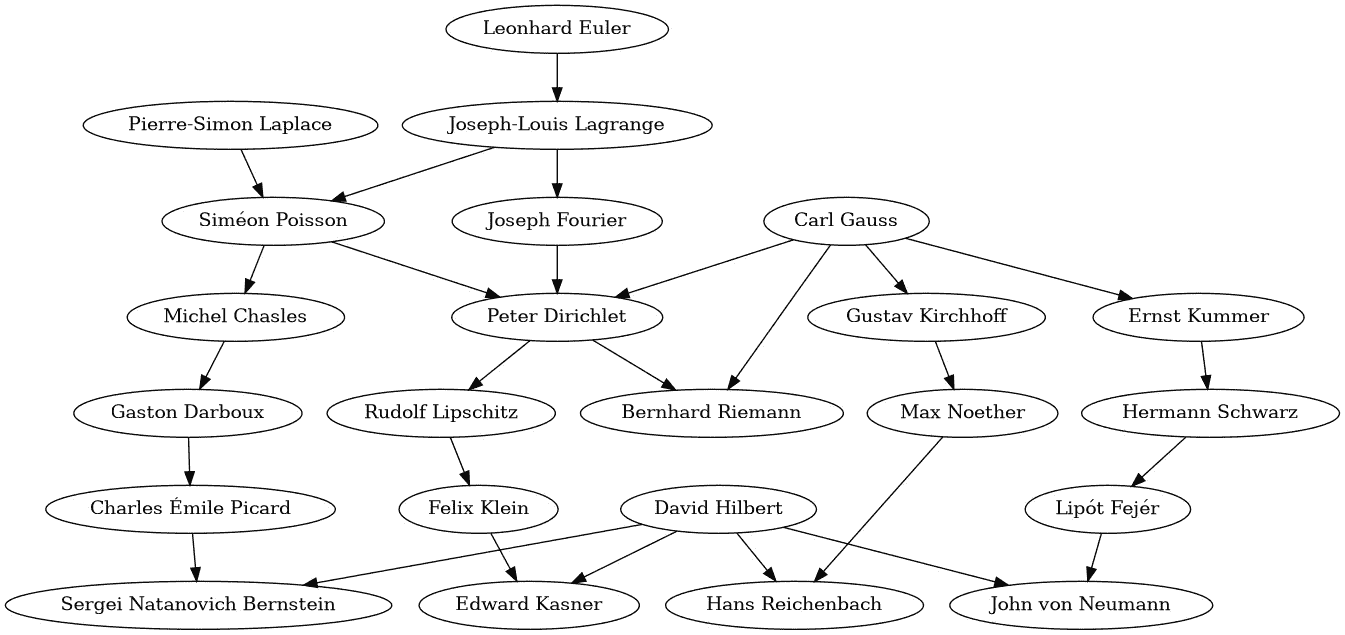 Leonhard Euler
Pierre-Simon Laplace
Joseph-Louis Lagrange
Siméon Poisson
Joseph Fourier
Carl Gauss
Michel Chasles
Peter Dirichlet
Gustav Kirchhoff
Ernst Kummer
Gaston Darboux
Rudolf Lipschitz
Bernhard Riemann
Max Noether
Hermann Schwarz
Charles Émile Picard
Felix Klein
David Hilbert
Lipót Fejér
Sergei Natanovich Bernstein
Edward Kasner
Hans Reichenbach
John von Neumann